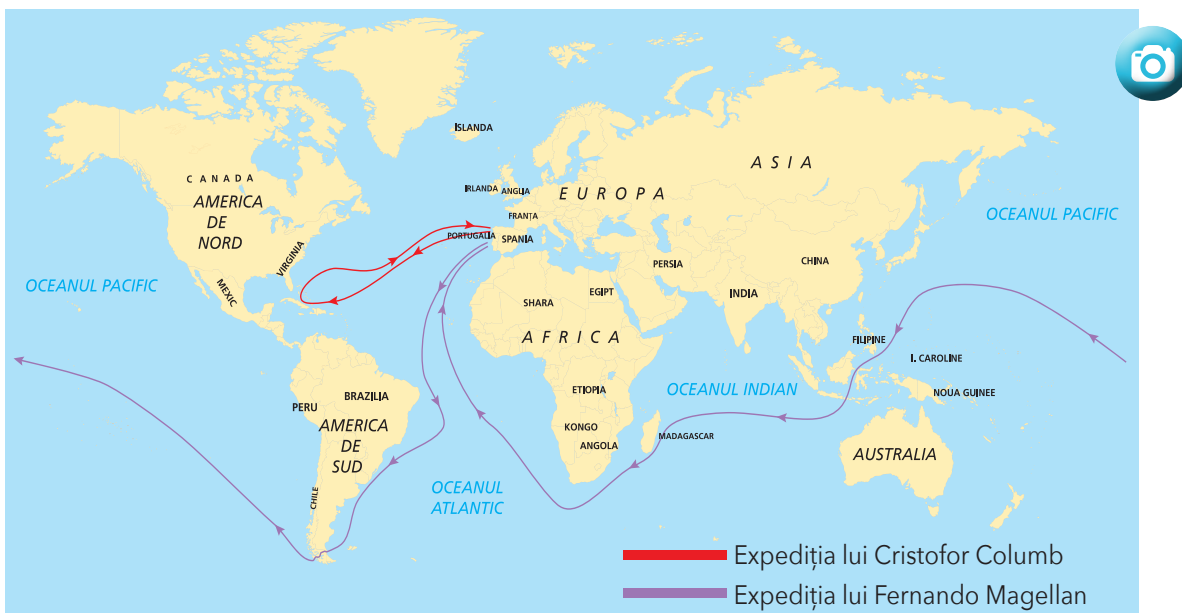 ISLANDA
ASIA
CANADA
IRLANDA
ANGLIA
EUROPA
AMERICA
DE
NORD
FRANȚA
OCEANUL PACIFIC
PORTUGALIA
SPANIA
VIRGINIA
PERSIA
CHINA
OCEANUL PACIFIC
MEXIC
EGIPT
INDIA
SHARA
AFRICA
FILIPINE
I. CAROLINE
ETIOPIA
OCEANUL INDIAN
NOUA GUINEE
BRAZILIA
PERU
AMERICA
DE
SUD
KONGO
ANGOLA
MADAGASCAR
AUSTRALIA
CHILE
OCEANUL
ATLANTIC
Expediția lui Cristofor Columb
Expediția lui Fernando Magellan